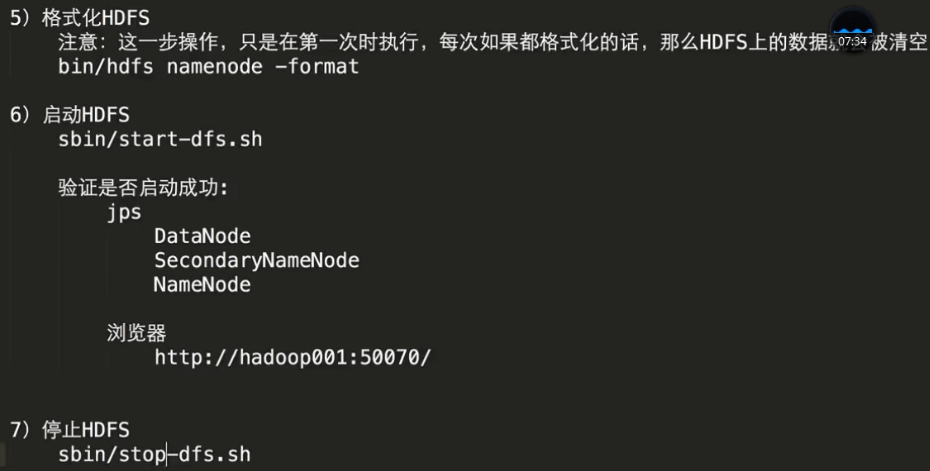 5) 格式化HDFS
注意: 这一步操作, 只是在第一次时执行, 每次如果都格式化的话, 那么HDFS上的数据 被清空
07:34
bin/hdfs namenode -format
6) 启动HDFS
sbin/start-dfs.sh
验证是否启动成功:
jps
DataNode
SecondaryNameNode
NameNode
浏览器
http://hadoop001:50070/
7) 停止HDFS
sbin/stop-dfs.sh